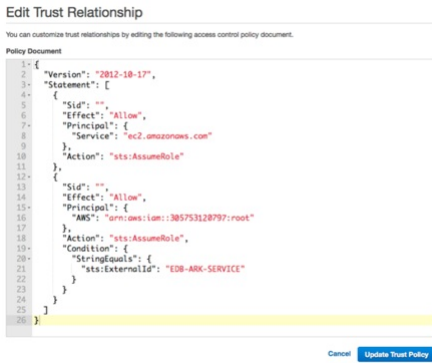 Edit Trust Relationship
You can customize trust relationships by editing the following access control policy document.
Policy Document
1 {
2 "Version": "2012-10-17",
3 "Statement": [
4 {
5 "Sid": "",
6 "Effect": "Allow",
7 "Principal": {
8 "Service": "ec2.amazonaws.com"
9 },
10 "Action": "sts:AssumeRole"
11 },
12 {
13 "Sid": "",
14 "Effect": "Allow",
15 "Principal": {
16 "AWS": "arn:aws:iam::305753120797:root"
17 },
18 "Action": "sts:AssumeRole",
19 "Condition": {
20 "StringEquals": {
21 "sts:ExternalId": "EDB-ARK-SERVICE"
22 }
23 }
24 }
25 ]
26 }
Cancel Update Trust Policy